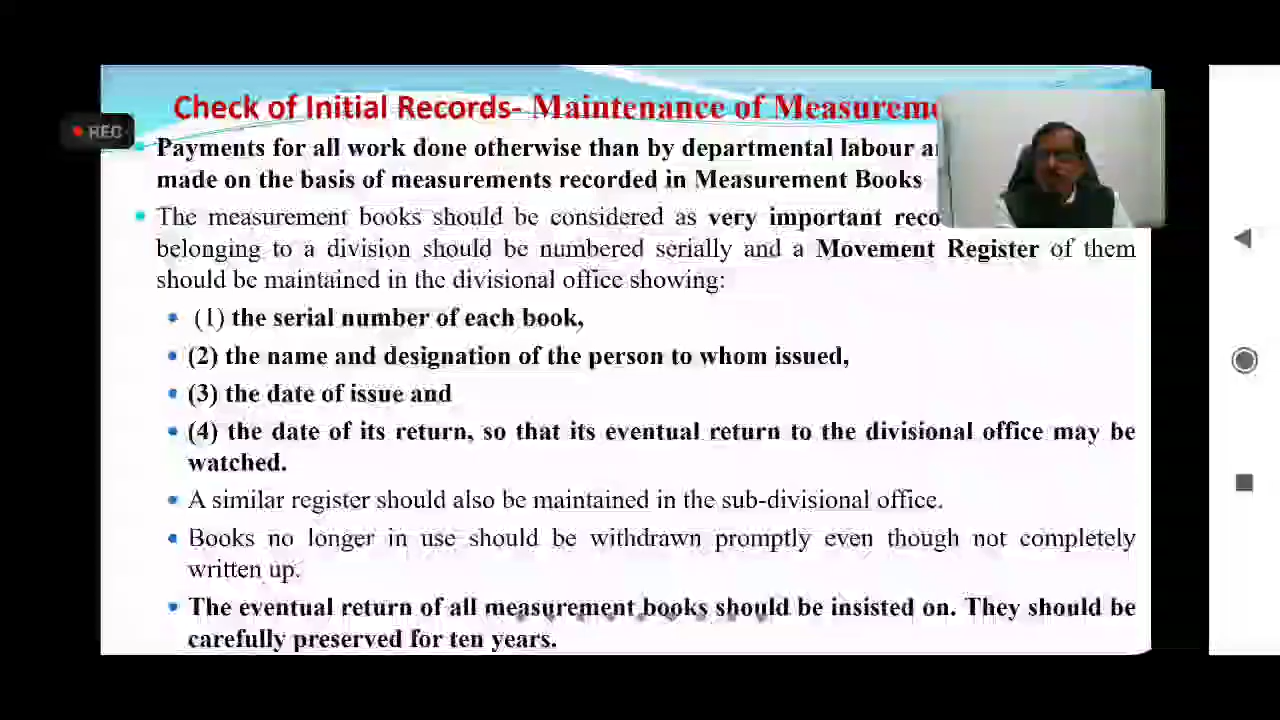 Check of Initial Records- Maintenance of Measurem
REC
Payments for all work done otherwise than by departmental labour
made on the basis of measurements recorded in Measurement Books
The measurement books should be considered as very important
belonging to a division should be numbered serially and a Movement Register of them
should be maintained in the divisional office showing:
(1) the serial number of each book,
(2) the name and designation of the person to whom issued,
(3) the date of issue and
(4) the date of its return, so that its eventual return to the divisional office may be
watched.
A similar register should also be maintained in the sub-divisional office.
Books no longer in use should be withdrawn promptly even though not completely
written up.
The eventual return of all measurement books should be insisted on. They should be
carefully preserved for ten years.